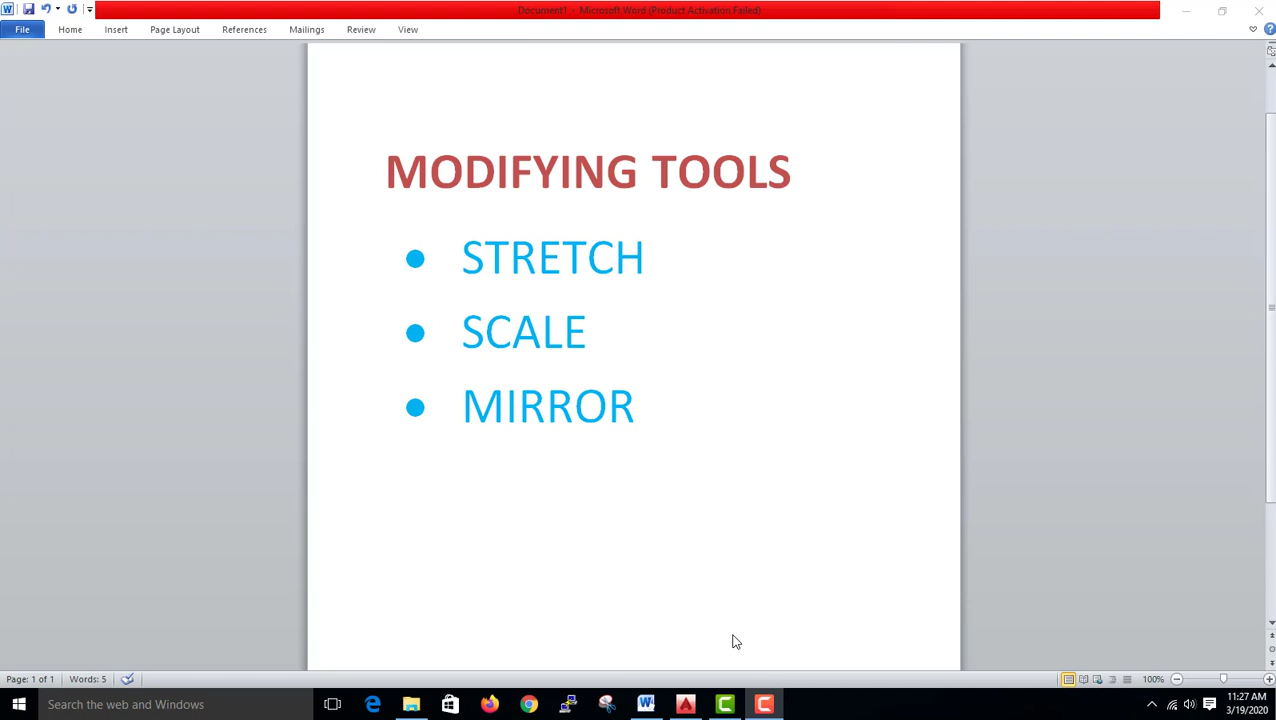 Document1 - Microsoft Word (Product Activation Failed)
File Home Insert Page Layout References Mailings Review View
MODIFYING TOOLS
● STRETCH
● SCALE
● MIRROR
Page: 1 of 1 Words: 5 100%
Search the web and Windows
11:27 AM
3/19/2020